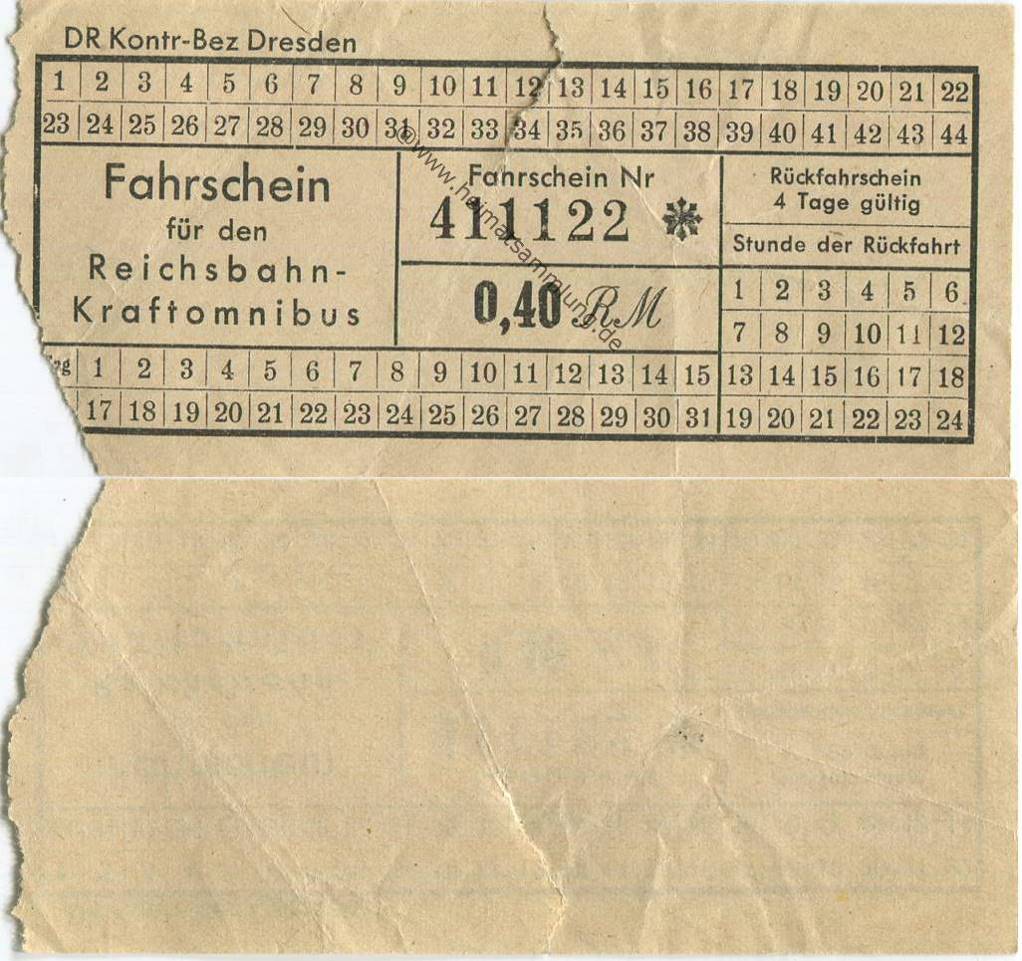 DR Kontr-Bez Dresden
1 2 3 4 5 6 7 8 9 10 11 12 13 14 15 16 17 18 19 20 21 22
23 24 25 26 27 28 29 30 31 32 33 34 35 36 37 38 39 40 41 42 43 44
Fahrschein
für den
Reichsbahn-
Kraftomnibus
Fahrschein Nr
411122 *
0,40 RM
Rückfahrschein
4 Tage gültig
Stunde der Rückfahrt
1 2 3 4 5 6
7 8 9 10 11 12
13 14 15 16 17 18
19 20 21 22 23 24
1 2 3 4 5 6 7 8 9 10 11 12 13 14 15
17 18 19 20 21 22 23 24 25 26 27 28 29 30 31
©www.heimatsammlung.de